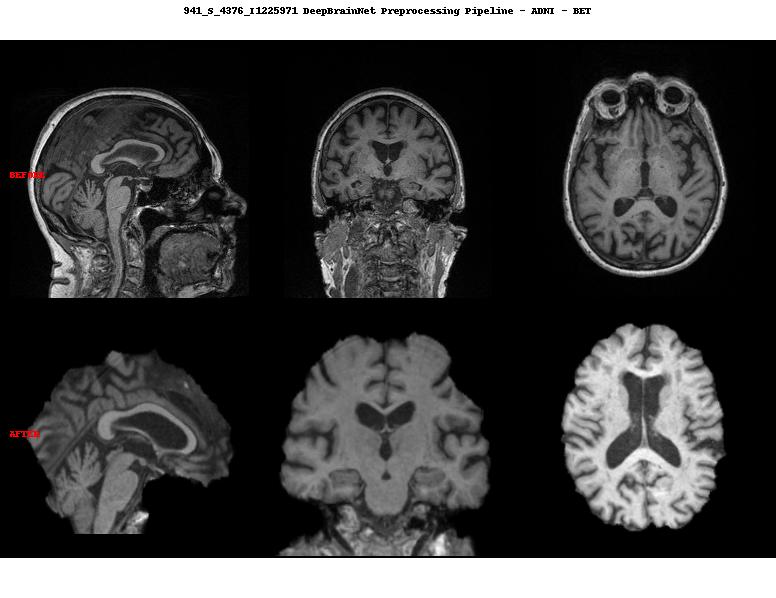 941_S_4376_I1225971 DeepBrainNet Preprocessing Pipeline - ADNI - BET
BEFORE
AFTER